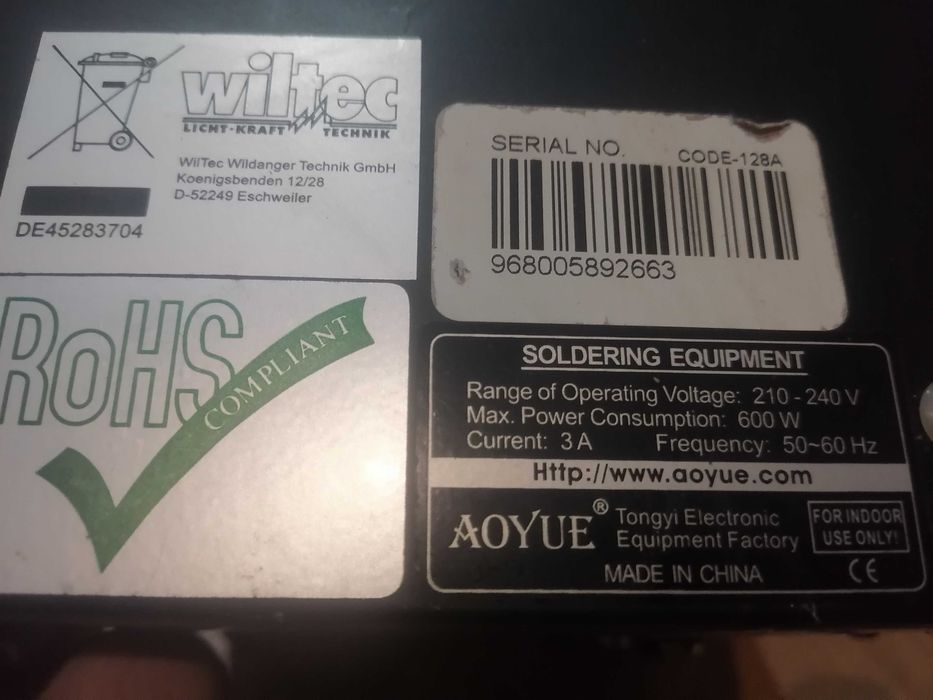 wiltec
LICHT-KRAFT TECHNIK
WilTec Wildanger Technik GmbH
Koenigsbenden 12/28
D-52249 Eschweiler
DE45283704
SERIAL NO. CODE-128A
968005892663
RoHS
COMPLIANT
SOLDERING EQUIPMENT
Range of Operating Voltage: 210 - 240 V
Max. Power Consumption: 600 W
Current: 3 A Frequency: 50~60 Hz
Http://www.aoyue.com
AOYUE® Tongyi Electronic
Equipment Factory
FOR INDOOR
USE ONLY!
MADE IN CHINA CE